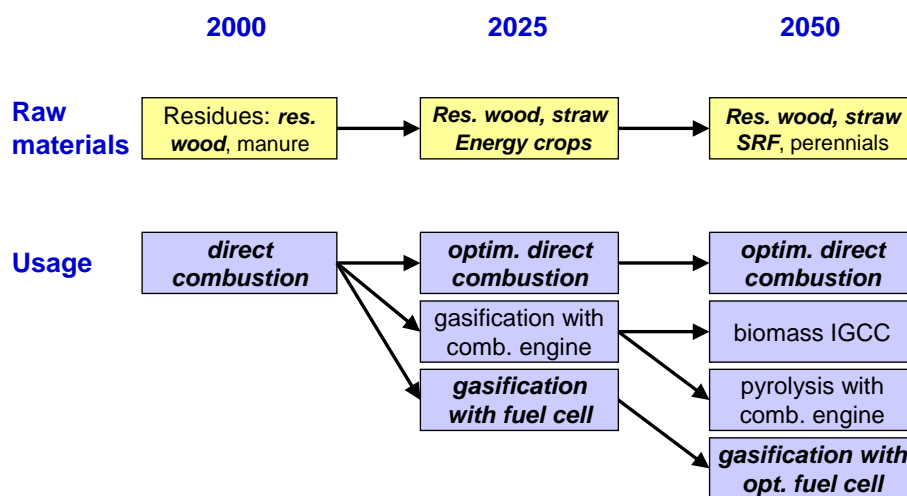 2000 2025 2050
Raw
materials
Residues: res.
wood, manure
Res. wood, straw
Energy crops
Res. wood, straw
SRF, perennials
Usage
direct
combustion
optim. direct
combustion
optim. direct
combustion
gasification with
comb. engine
biomass IGCC
gasification
with fuel cell
pyrolysis with
comb. engine
gasification with
opt. fuel cell